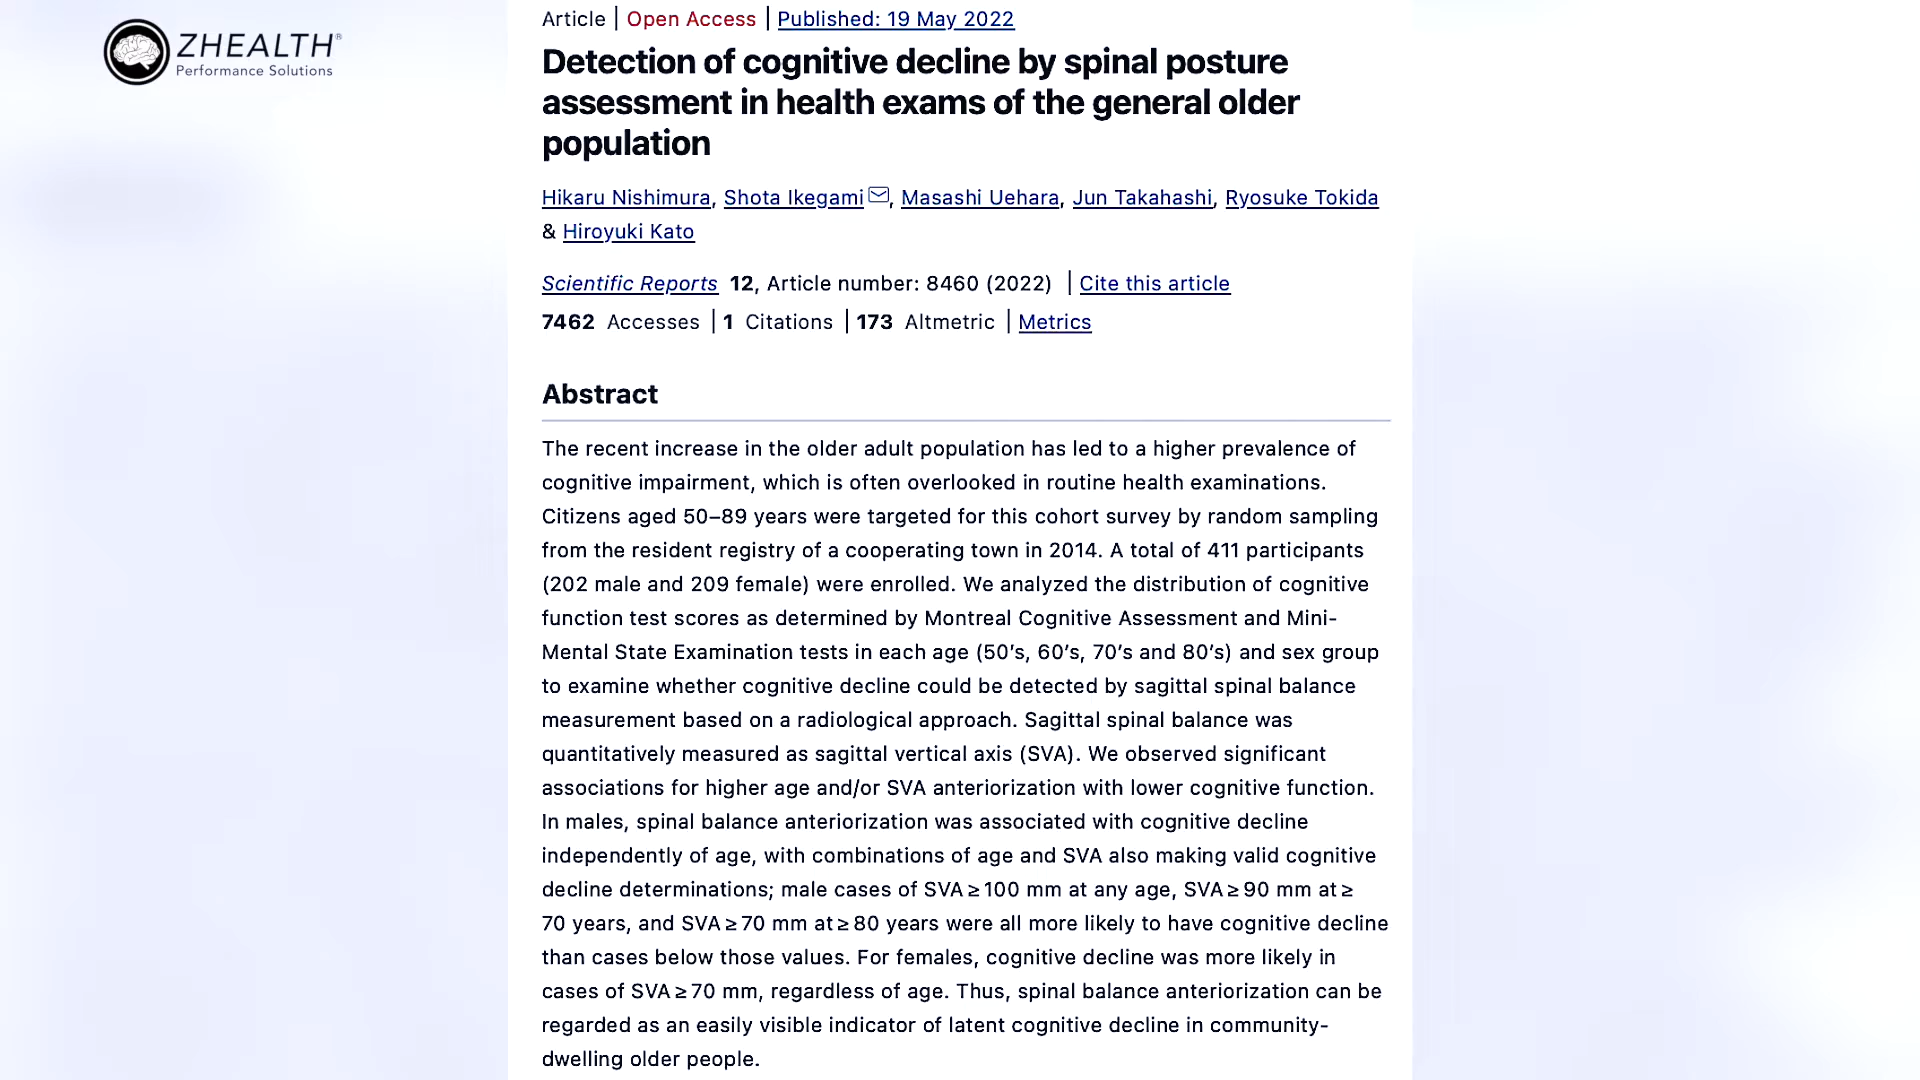 ZHEALTH®
Performance Solutions
Article | Open Access | Published: 19 May 2022
Detection of cognitive decline by spinal posture
assessment in health exams of the general older
population
Hikaru Nishimura, Shota Ikegami, Masashi Uehara, Jun Takahashi, Ryosuke Tokida
& Hiroyuki Kato
Scientific Reports 12, Article number: 8460 (2022) | Cite this article
7462 Accesses | 1 Citations | 173 Altmetric | Metrics
Abstract
The recent increase in the older adult population has led to a higher prevalence of
cognitive impairment, which is often overlooked in routine health examinations.
Citizens aged 50–89 years were targeted for this cohort survey by random sampling
from the resident registry of a cooperating town in 2014. A total of 411 participants
(202 male and 209 female) were enrolled. We analyzed the distribution of cognitive
function test scores as determined by Montreal Cognitive Assessment and Mini-
Mental State Examination tests in each age (50’s, 60’s, 70’s and 80’s) and sex group
to examine whether cognitive decline could be detected by sagittal spinal balance
measurement based on a radiological approach. Sagittal spinal balance was
quantitatively measured as sagittal vertical axis (SVA). We observed significant
associations for higher age and/or SVA anteriorization with lower cognitive function.
In males, spinal balance anteriorization was associated with cognitive decline
independently of age, with combinations of age and SVA also making valid cognitive
decline determinations; male cases of SVA ≥ 100 mm at any age, SVA ≥ 90 mm at ≥
70 years, and SVA ≥ 70 mm at ≥ 80 years were all more likely to have cognitive decline
than cases below those values. For females, cognitive decline was more likely in
cases of SVA ≥ 70 mm, regardless of age. Thus, spinal balance anteriorization can be
regarded as an easily visible indicator of latent cognitive decline in community-
dwelling older people.